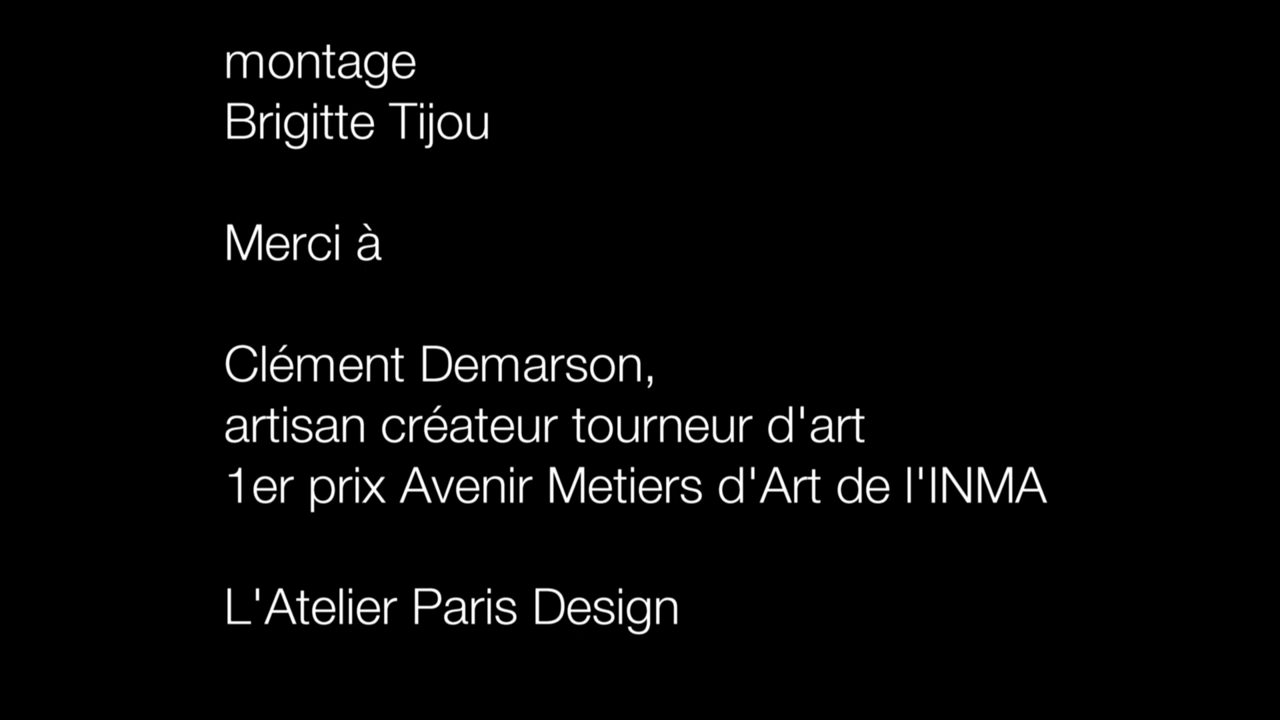 montage
Brigitte Tijou
Merci à
Clément Demarson,
artisan créateur tourneur d'art
1er prix Avenir Metiers d'Art de l'INMA
L'Atelier Paris Design